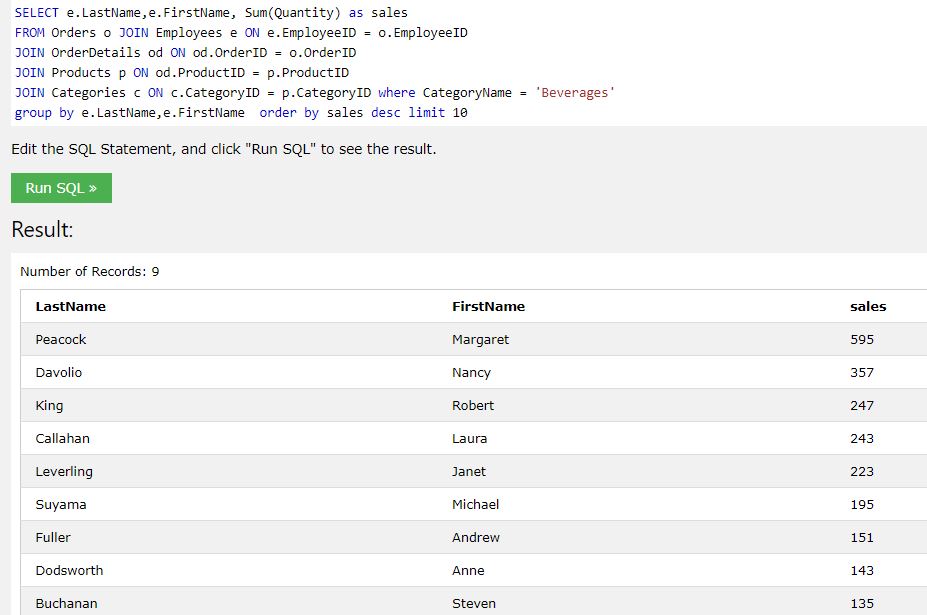 SELECT e.LastName,e.FirstName, Sum(Quantity) as sales
FROM Orders o JOIN Employees e ON e.EmployeeID = o.EmployeeID
JOIN OrderDetails od ON od.OrderID = o.OrderID
JOIN Products p ON od.ProductID = p.ProductID
JOIN Categories c ON c.CategoryID = p.CategoryID where CategoryName = 'Beverages'
group by e.LastName,e.FirstName  order by sales desc limit 10
Edit the SQL Statement, and click "Run SQL" to see the result.
Run SQL »
Result:
Number of Records: 9
LastName FirstName sales
Peacock Margaret 595
Davolio Nancy 357
King Robert 247
Callahan Laura 243
Leverling Janet 223
Suyama Michael 195
Fuller Andrew 151
Dodsworth Anne 143
Buchanan Steven 135